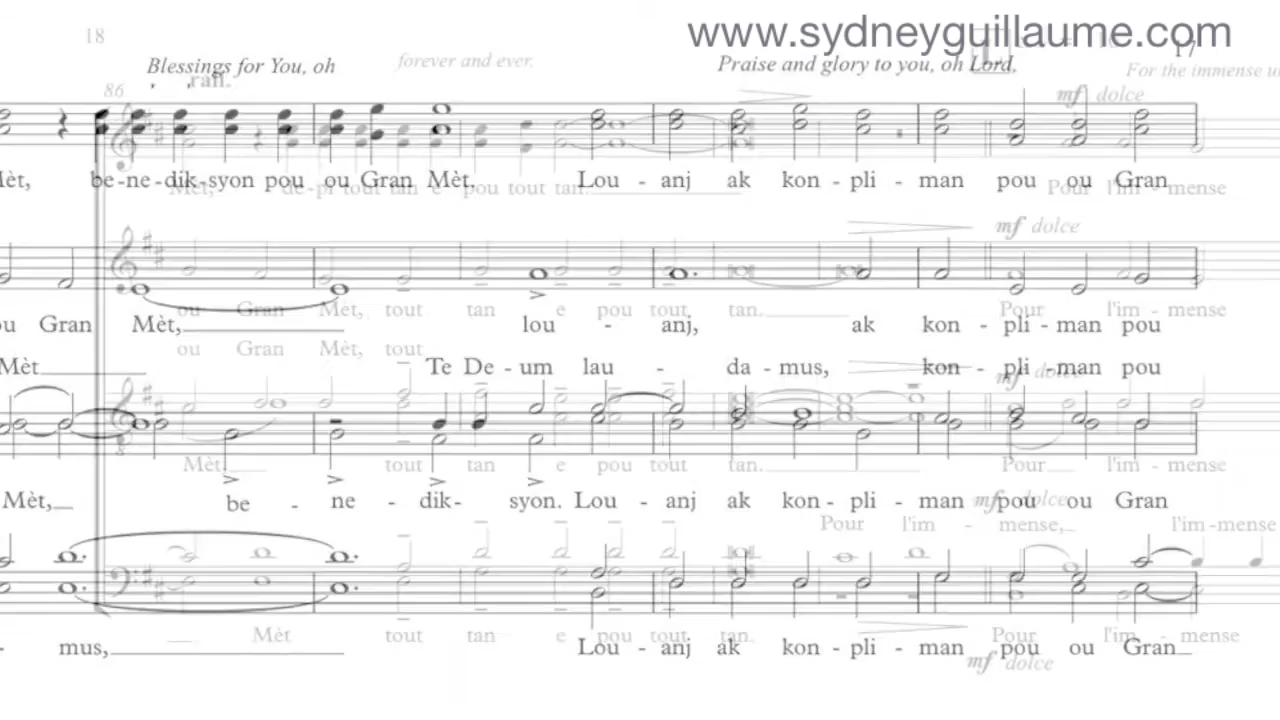 www.sydneyguillaume.com
18
17
Blessings for You, oh
forever and ever.
Praise and glory to you, oh Lord,
For the immense
rall.
86
mf dolce
Mèt, be-ne-dik-syon pou ou Gran Mèt, Lou - anj ak kon - pli - man pou ou Gran
Mèt, de-pi tout tan e pou tout tan. Pour l'im - mense
mf dolce
ou Gran Mèt, tout tan e pou tout tan. Pour l'im - mense
ou Gran Mèt, lou - anj, ak kon - pli - man pou
ou Gran Mèt, tout
Mèt Te De - um lau - da - mus, kon - pli - man pou
mf dolce
Mèt, tout tan e pou tout tan. Pour l'im - mense
Mèt, be - ne - dik - syon. Lou - anj ak kon - pli - man pou ou Gran
mf dolce
Pour l'im - mense, l'im - mense
Mèt tout tan e pou tout tan. Pour l'im - mense
- mus, Lou - anj ak kon - pli - man pou ou Gran
mf dolce